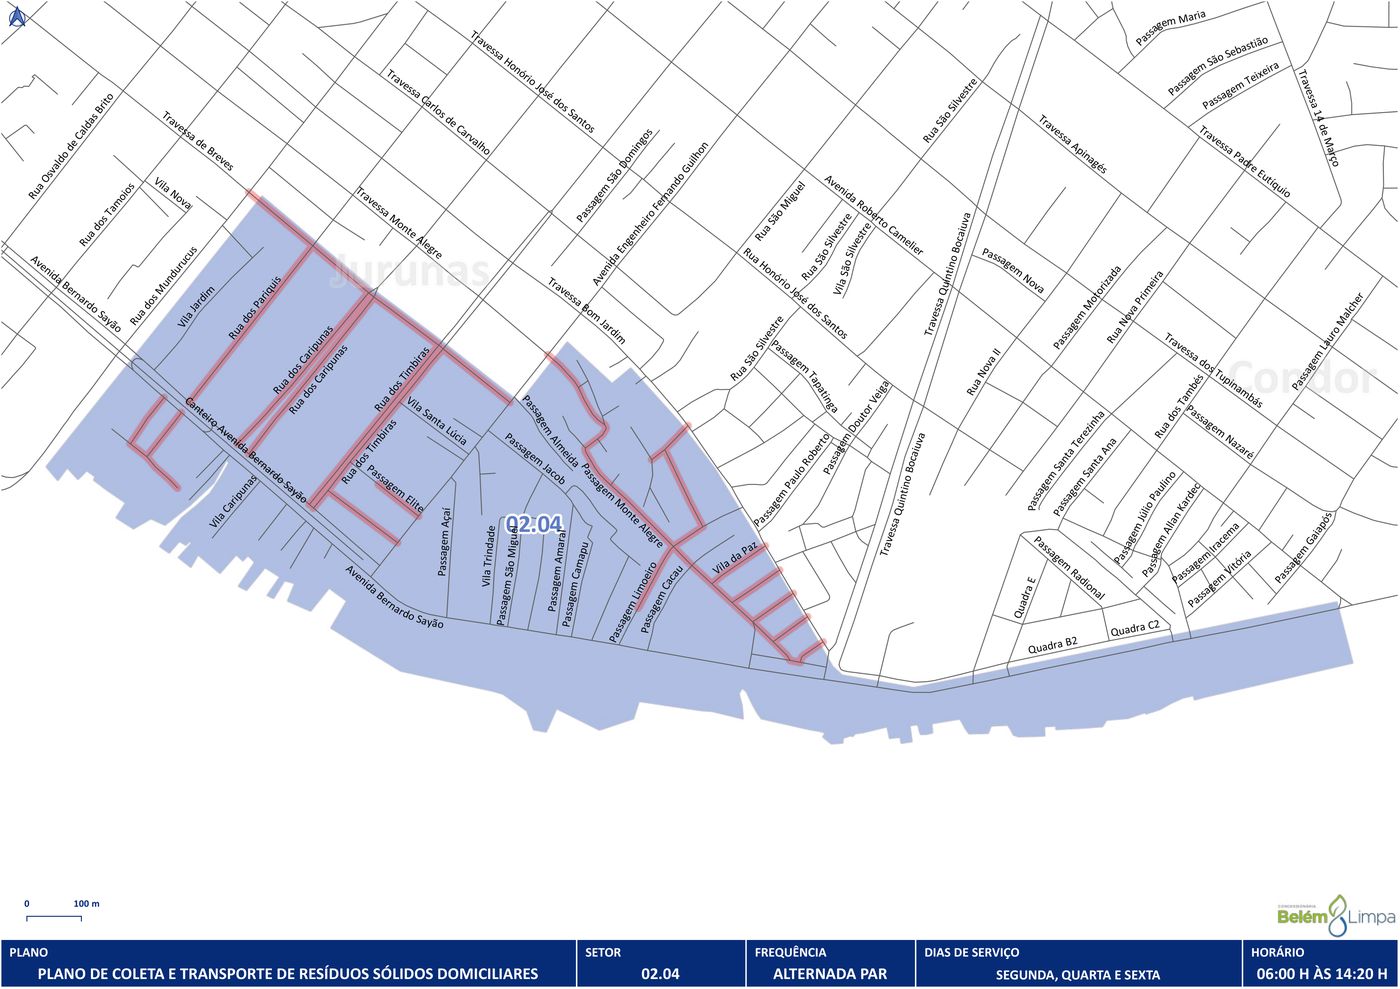 Passagem Maria
Passagem São Sebastião
Passagem Teixeira
Travessa 14 de Março
Travessa Padre Eutíquio
Travessa Honório José dos Santos
Travessa Carlos de Carvalho
Rua São Silvestre
Travessa Apinagés
Rua Osvaldo de Caldas Brito
Travessa de Breves
Passagem São Domingos
Avenida Engenheiro Fernando Guilhon
Avenida Roberto Camelier
Rua São Miguel
Rua São Silvestre
Vila São Silvestre
Rua dos Tamoios
Vila Nova
Travessa Monte Alegre
Jurunas
Rua Honório José dos Santos
Travessa Quintino Bocaiuva
Passagem Nova
Passagem Motorizada
Rua Nova Primeira
Passagem Lauro Malcher
Avenida Bernardo Sayão
Rua dos Mundurucus
Vila Jardim
Rua dos Pariquis
Travessa Bom Jardim
Rua São Silvestre
Passagem Tapatinga
Passagem Doutor Veiga
Rua Nova II
Travessa dos Tupinambás
Condor
Rua dos Caripunas
Rua dos Caripunas
Rua dos Timbiras
Rua dos Tambés
Passagem Nazaré
Canteiro Avenida Bernardo Sayão
Vila Santa Lúcia
Passagem Almeida
Passagem Jacob
Rua dos Timbiras
Passagem Paulo Roberto
Travessa Quintino Bocaiuva
Passagem Santa Terezinha
Passagem Santa Ana
Passagem Elite
Passagem Monte Alegre
Vila Caripunas
02.04
Passagem Júlio Paulino
Passagem Allan Kardec
Passagem Iracema
Passagem Vitória
Passagem Gaiapós
Passagem Açaí
Vila Trindade
Passagem São Miguel
Passagem Amaral
Passagem Camapu
Passagem Limoeiro
Passagem Cacau
Vila da Paz
Passagem Radional
Quadra E
Quadra B2
Quadra C2
Avenida Bernardo Sayão
0 100 m
CONCESSIONÁRIA
Belém Limpa
PLANO
PLANO DE COLETA E TRANSPORTE DE RESÍDUOS SÓLIDOS DOMICILIARES
SETOR
02.04
FREQUÊNCIA
ALTERNADA PAR
DIAS DE SERVIÇO
SEGUNDA, QUARTA E SEXTA
HORÁRIO
06:00 H ÀS 14:20 H